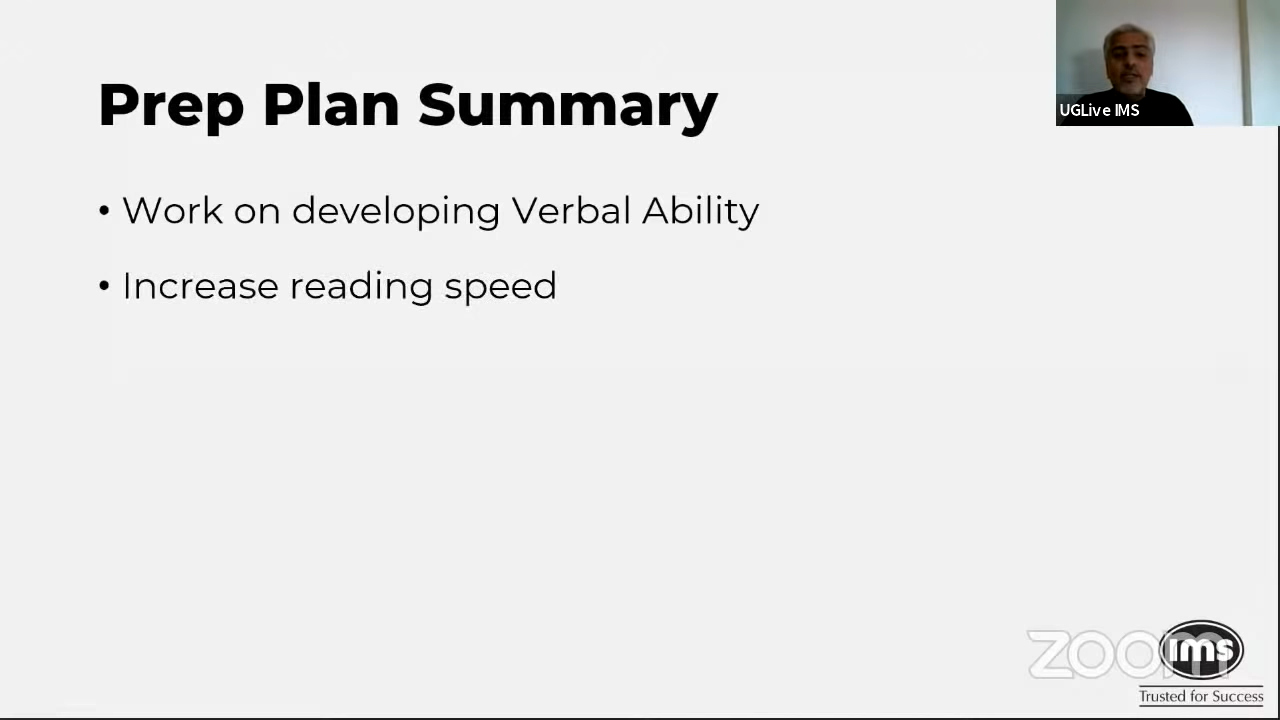 Prep Plan Summary
UGLive IMS
• Work on developing Verbal Ability
• Increase reading speed
zoom
ims
Trusted for Success